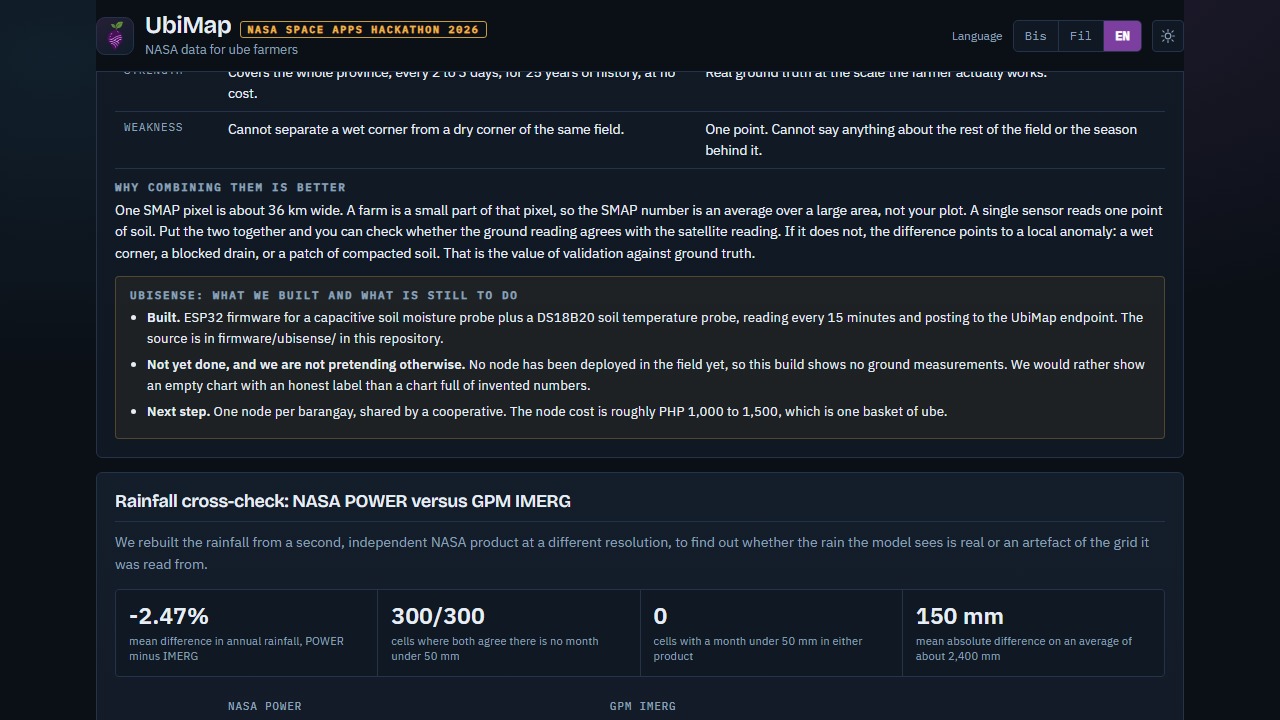 UbiMap NASA SPACE APPS HACKATHON 2026
NASA data for ube farmers
Language Bis Fil EN
STRENGTH Covers the whole province, every 2 to 3 days, for 25 years of history, at no cost. Real ground truth at the scale the farmer actually works.
WEAKNESS Cannot separate a wet corner from a dry corner of the same field. One point. Cannot say anything about the rest of the field or the season behind it.
WHY COMBINING THEM IS BETTER
One SMAP pixel is about 36 km wide. A farm is a small part of that pixel, so the SMAP number is an average over a large area, not your plot. A single sensor reads one point
of soil. Put the two together and you can check whether the ground reading agrees with the satellite reading. If it does not, the difference points to a local anomaly: a wet
corner, a blocked drain, or a patch of compacted soil. That is the value of validation against ground truth.
UBISENSE: WHAT WE BUILT AND WHAT IS STILL TO DO
Built. ESP32 firmware for a capacitive soil moisture probe plus a DS18B20 soil temperature probe, reading every 15 minutes and posting to the UbiMap endpoint. The
source is in firmware/ubisense/ in this repository.
Not yet done, and we are not pretending otherwise. No node has been deployed in the field yet, so this build shows no ground measurements. We would rather show
an empty chart with an honest label than a chart full of invented numbers.
Next step. One node per barangay, shared by a cooperative. The node cost is roughly PHP 1,000 to 1,500, which is one basket of ube.
Rainfall cross-check: NASA POWER versus GPM IMERG
We rebuilt the rainfall from a second, independent NASA product at a different resolution, to find out whether the rain the model sees is real or an artefact of the grid it
was read from.
-2.47%
mean difference in annual rainfall, POWER
minus IMERG
300/300
cells where both agree there is no month
under 50 mm
0
cells with a month under 50 mm in either
product
150 mm
mean absolute difference on an average of
about 2,400 mm
NASA POWER GPM IMERG